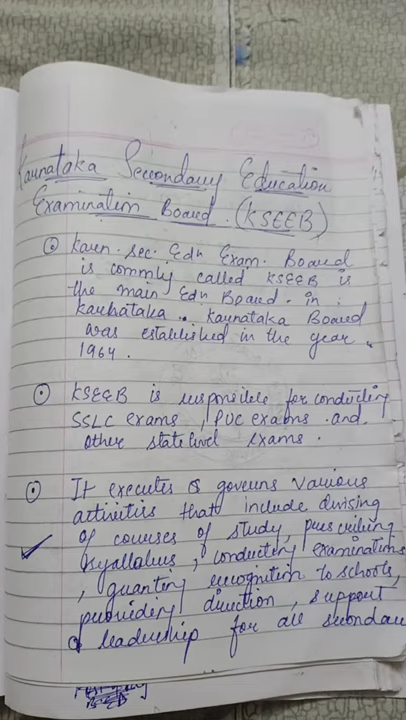 Karnataka Secondary Education
Examination Board. (KSEEB)
Karn. Sec. Edn Exam. Board
is commly called KSEEB is
the main Edn Board. in
Karnataka. Karnataka Board
was established in the year
1964.
KSEEB is responsible for conducting
SSLC exams, PUC exams and
other state level exams.
It executes & governs various
activities that include divising
of courses of study, prescribing
syallabus, conducting examinations
, granting recognition to schools,
providing direction, support
& leadership for all secondary